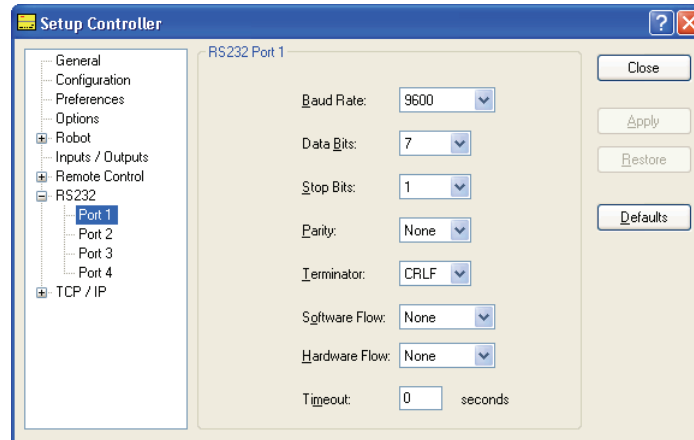 Setup Controller
General
Configuration
Preferences
Options
Robot
Inputs / Outputs
Remote Control
RS232
Port 1
Port 2
Port 3
Port 4
TCP / IP
RS232 Port 1
Baud Rate: 9600
Data Bits: 7
Stop Bits: 1
Parity: None
Terminator: CRLF
Software Flow: None
Hardware Flow: None
Timeout: 0 seconds
Close
Apply
Restore
Defaults